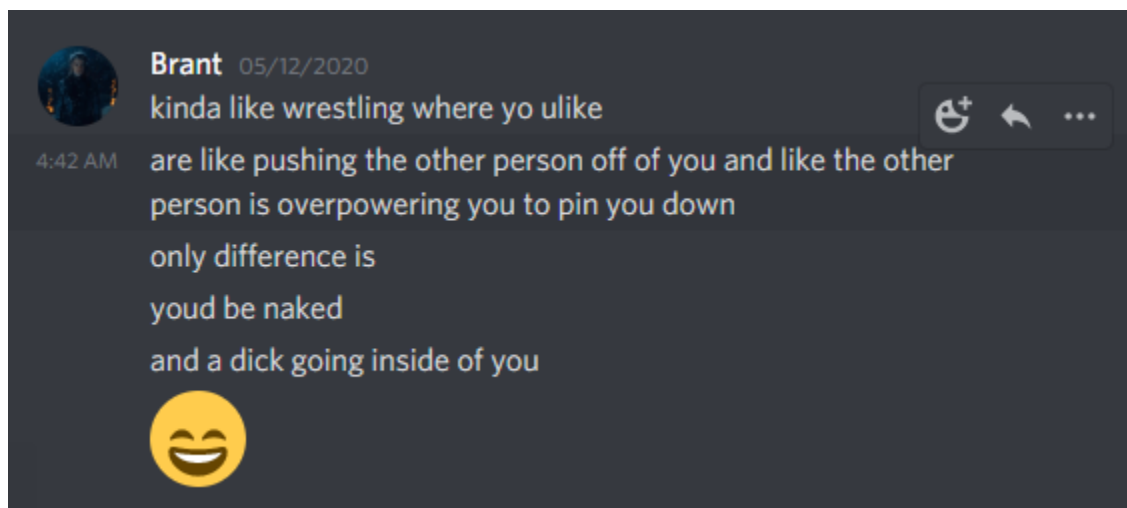 Brant 05/12/2020
kinda like wrestling where yo ulike
4:42 AM are like pushing the other person off of you and like the other
person is overpowering you to pin you down
only difference is
youd be naked
and a dick going inside of you